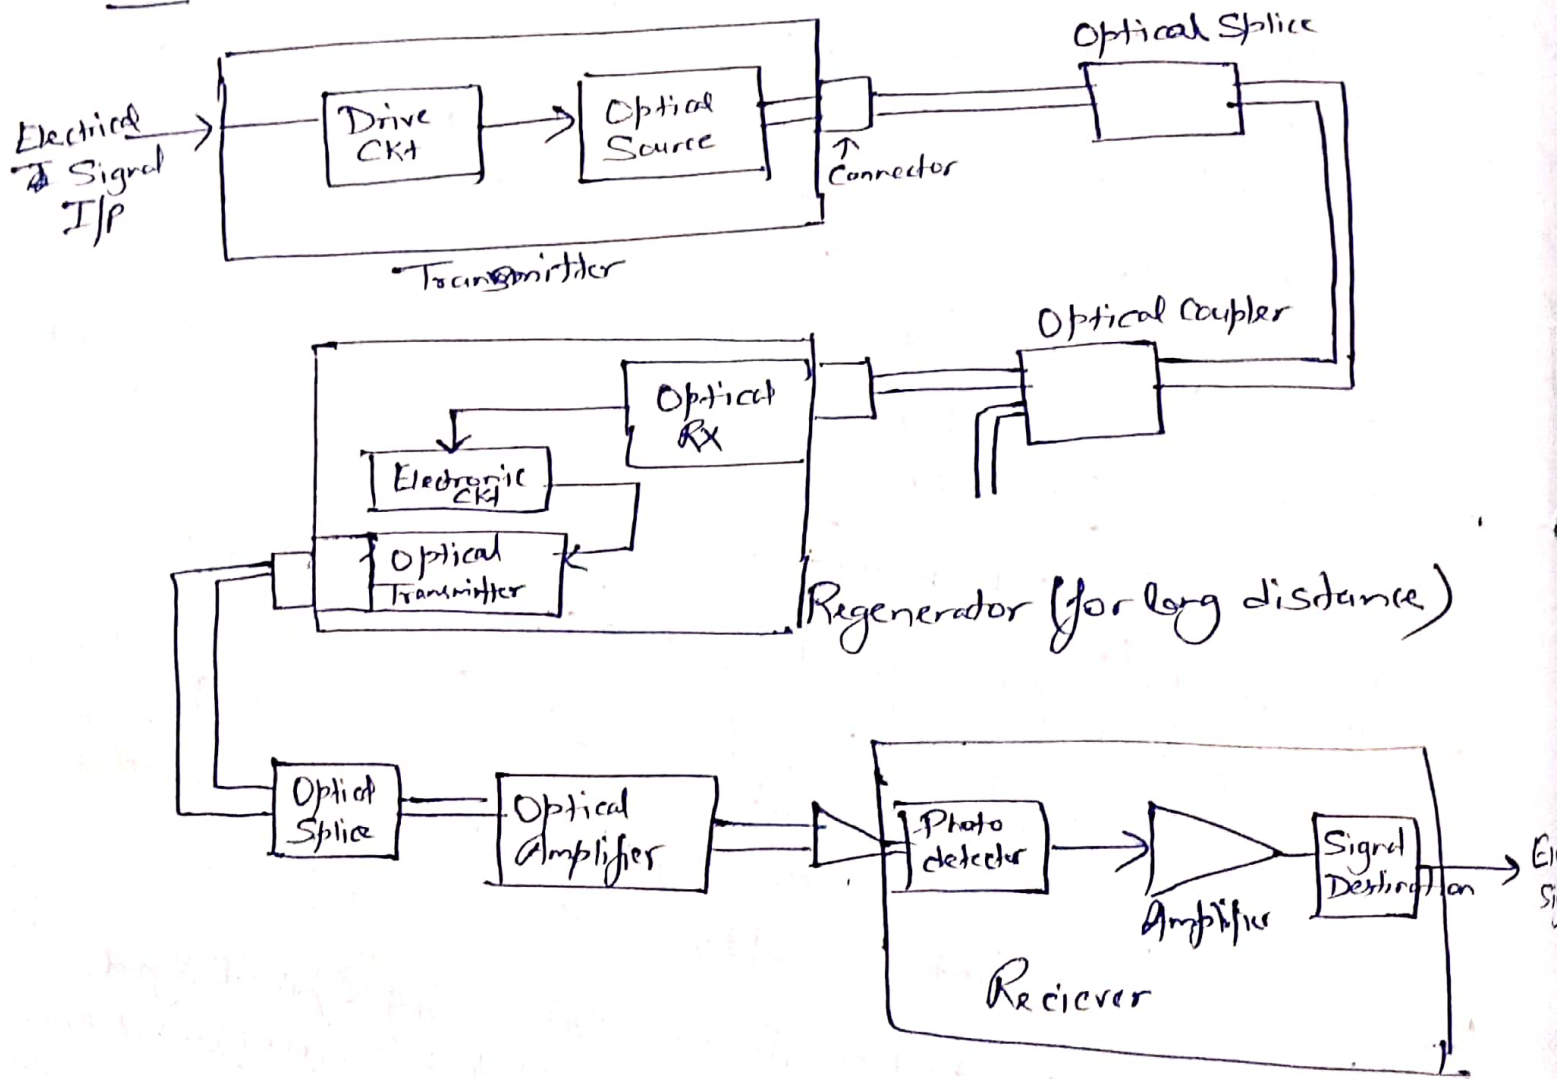 Optical Splice
Drive
CKt
Optical
Source
Electrical
Signal
I/P
Connector
Transmitter
Optical Coupler
Optical
RX
Electronic
CKt
Optical
Transmitter
Regenerator (for long distance)
Optical
Splice
Optical
Amplifier
Photo
detector
Signal
Destination
Amplifier
Reciever